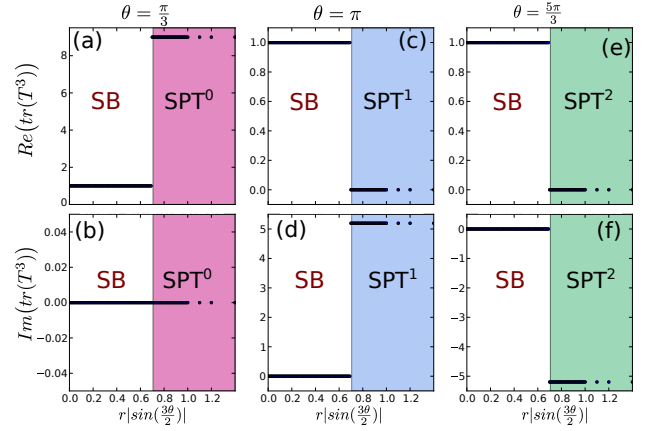 θ = π/3
θ = π
θ = 5π/3
Re(tr(T³))
8
6
4
2
0
(a)
SB
SPT⁰
1.0
0.8
0.6
0.4
0.2
0.0
(c)
SB
SPT¹
1.0
0.8
0.6
0.4
0.2
0.0
(e)
SB
SPT²
Im(tr(T³))
0.04
0.02
0.00
−0.02
−0.04
(b)
SB
SPT⁰
5
4
3
2
1
0
(d)
SB
SPT¹
0
−1
−2
−3
−4
−5
(f)
SB
SPT²
0.0 0.2 0.4 0.6 0.8 1.0 1.2
0.0 0.2 0.4 0.6 0.8 1.0 1.2
0.0 0.2 0.4 0.6 0.8 1.0 1.2
r|sin(3θ/2)|
r|sin(3θ/2)|
r|sin(3θ/2)|